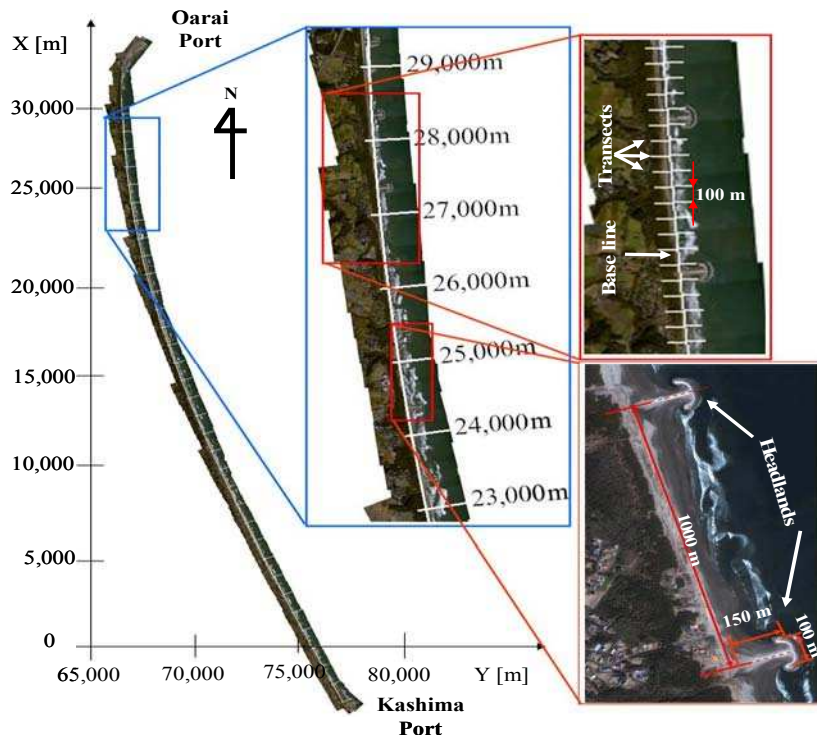 Oarai
Port
X [m]
30,000
25,000
20,000
15,000
10,000
5,000
0
65,000
70,000
75,000
80,000
Y [m]
Kashima
Port
N
29,000m
28,000m
27,000m
26,000m
25,000m
24,000m
23,000m
Transects
100 m
Base line
Headlands
1000 m
150 m
100 m